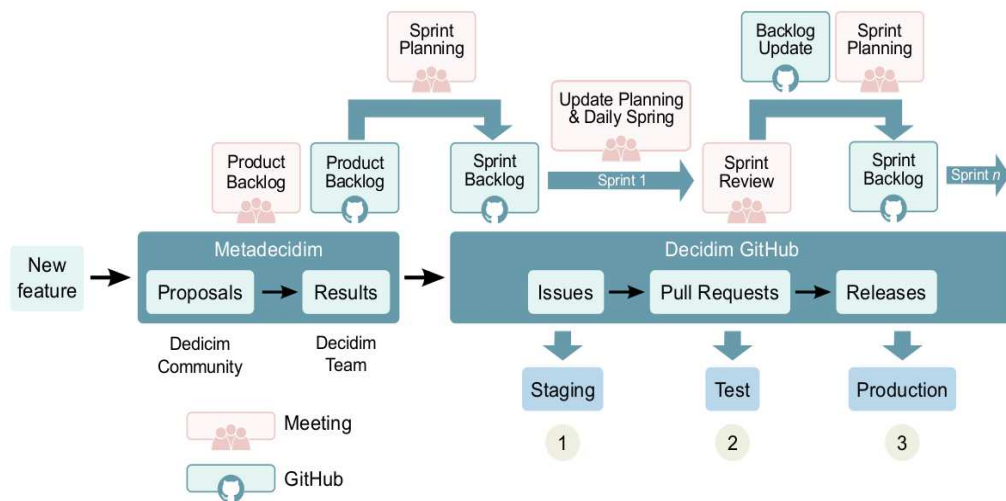 Sprint
Planning
Backlog
Update
Sprint
Planning
Update Planning
& Daily Spring
Product
Backlog
Product
Backlog
Sprint
Backlog
Sprint 1
Sprint
Review
Sprint
Backlog
Sprint n
New
feature
Metadecidim
Proposals
Results
Decidim GitHub
Issues
Pull Requests
Releases
Dedicim
Community
Decidim
Team
Staging
Test
Production
1
2
3
Meeting
GitHub